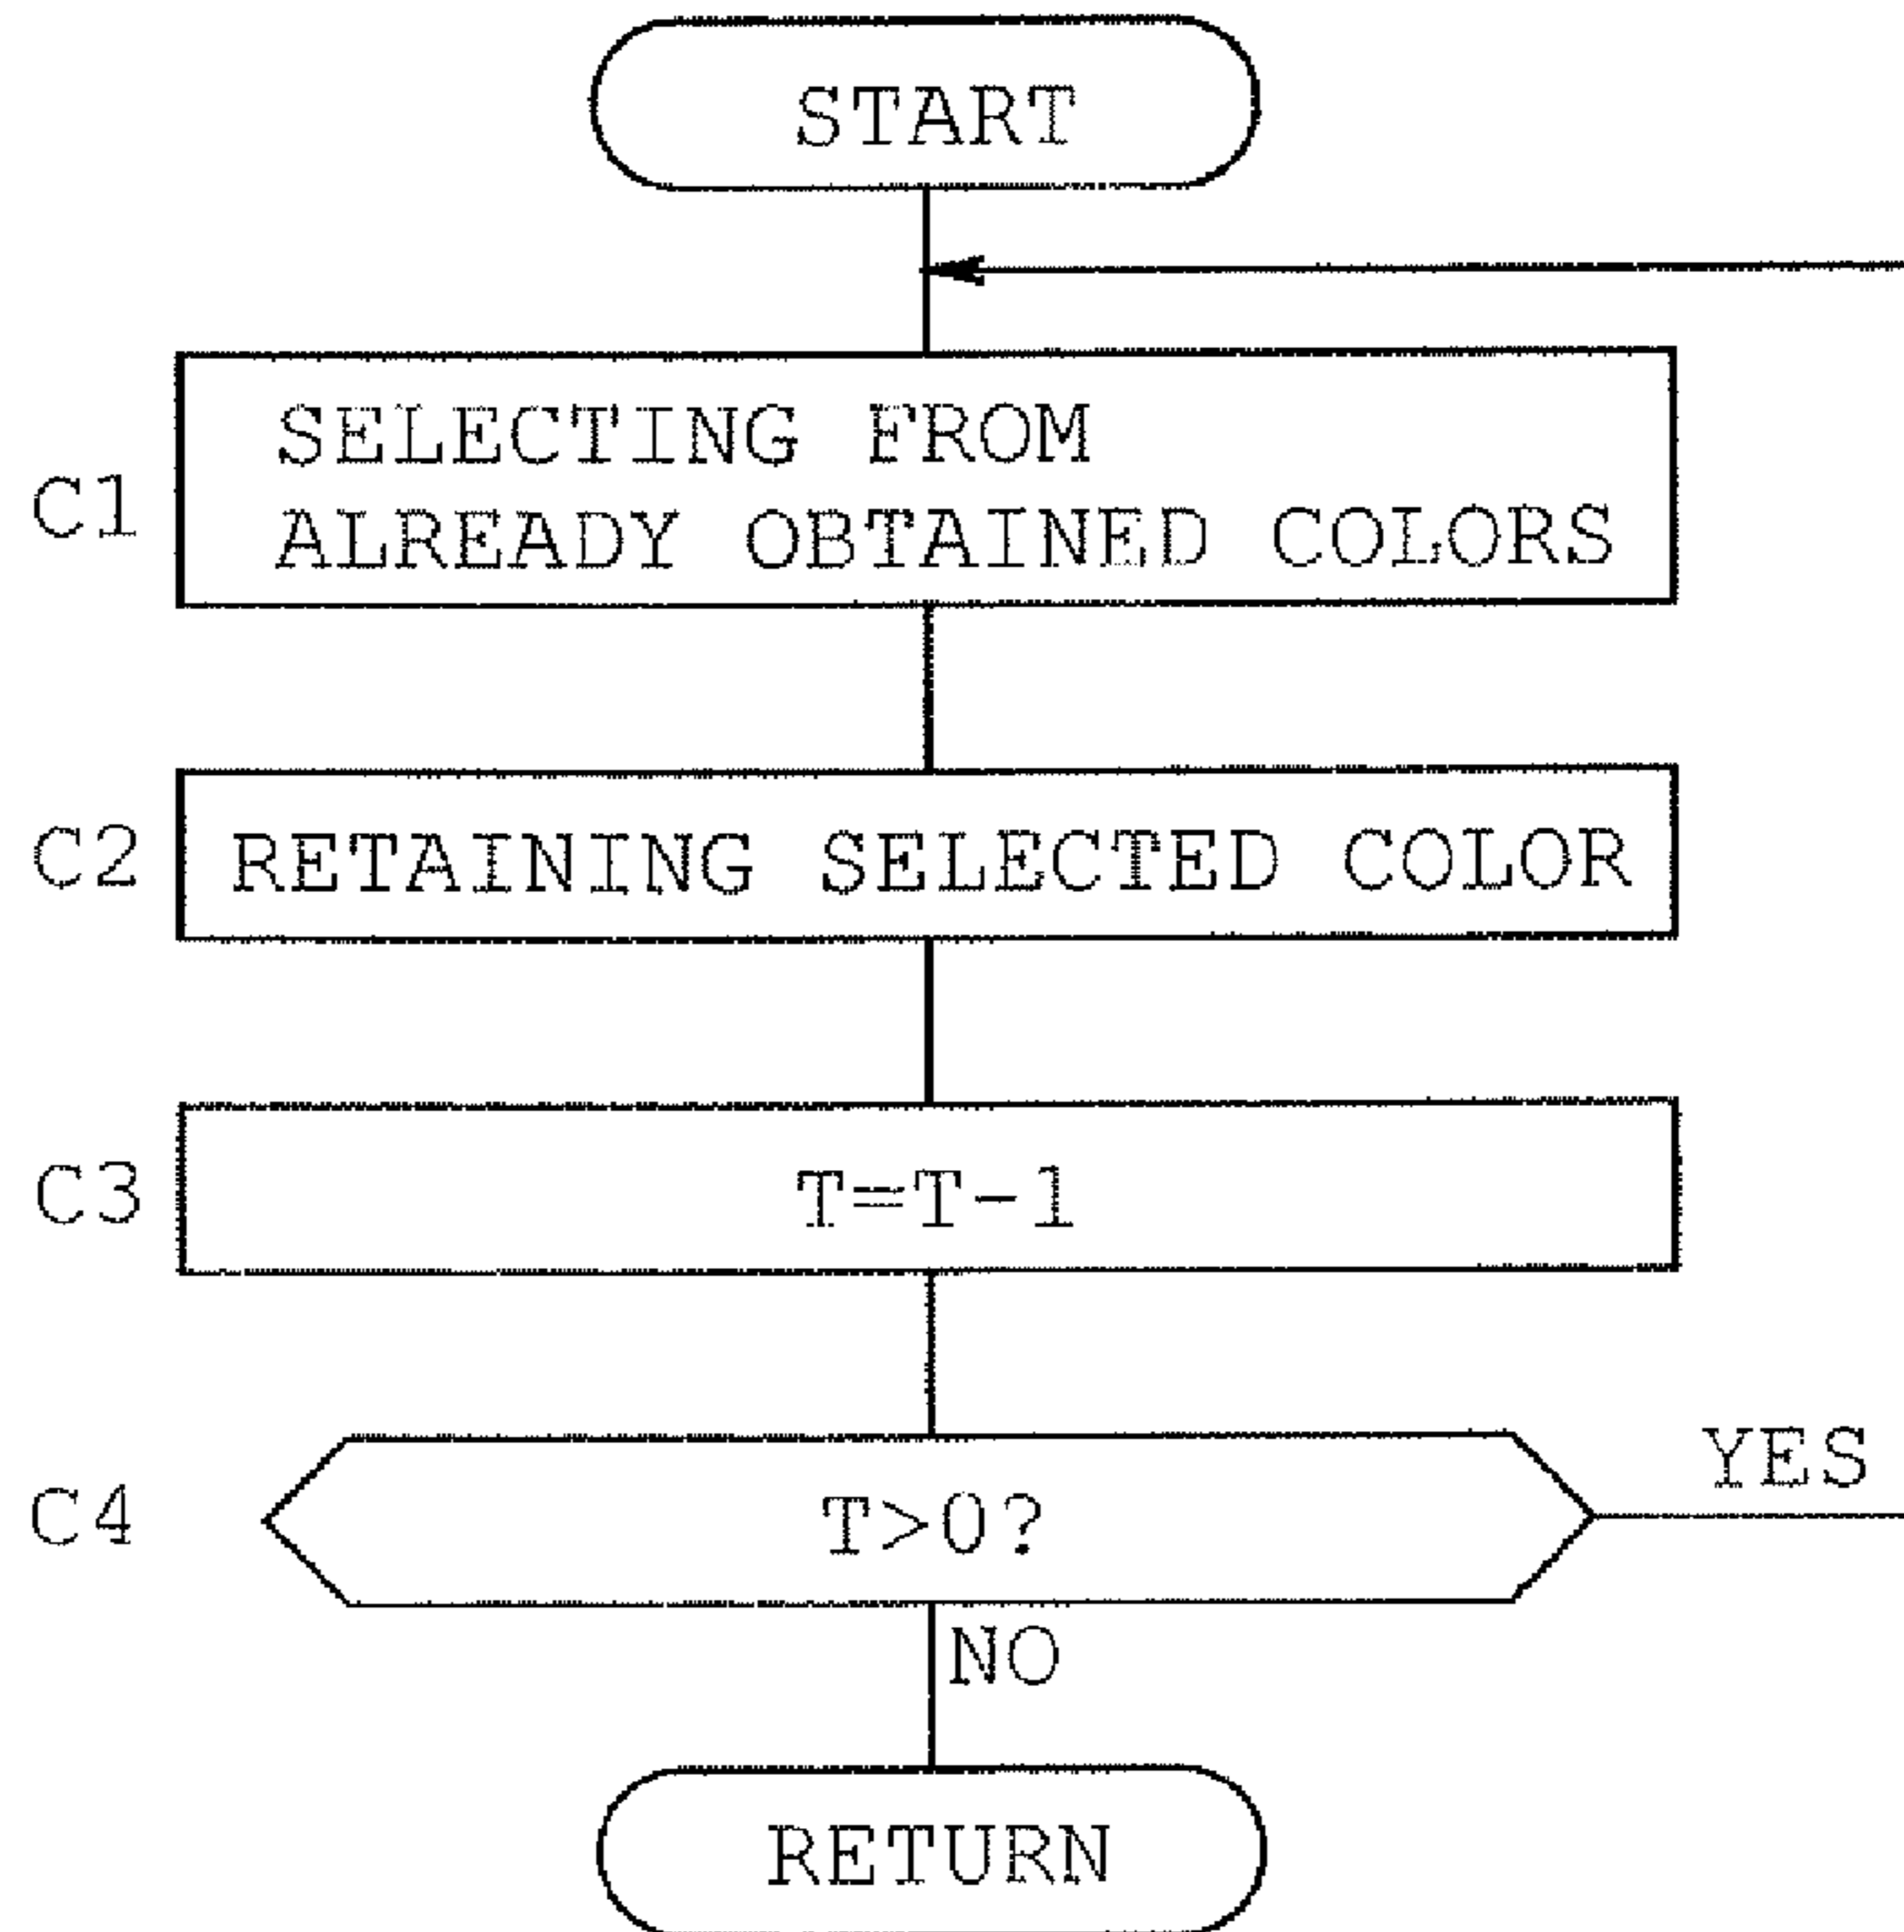 START
C1
SELECTING FROM
ALREADY OBTAINED COLORS
C2
RETAINING SELECTED COLOR
C3
T=T-1
C4
T>0?
YES
NO
RETURN